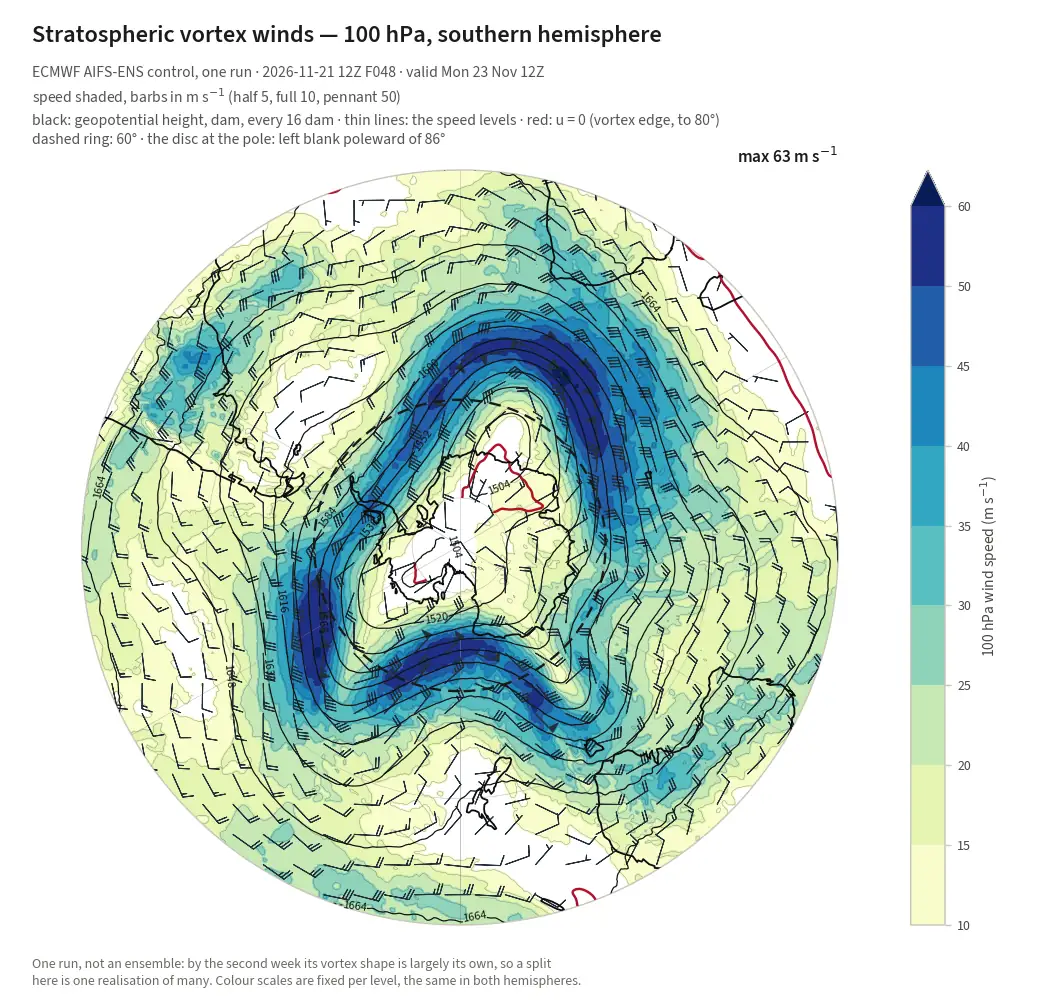 Stratospheric vortex winds — 100 hPa, southern hemisphere
ECMWF AIFS-ENS control, one run · 2026-11-21 12Z F048 · valid Mon 23 Nov 12Z
speed shaded, barbs in m s⁻¹ (half 5, full 10, pennant 50)
black: geopotential height, dam, every 16 dam · thin lines: the speed levels · red: u = 0 (vortex edge, to 80°)
dashed ring: 60° · the disc at the pole: left blank poleward of 86°
max 63 m s⁻¹
60
50
45
40
35
30
25
20
15
10
100 hPa wind speed (m s⁻¹)
1664
1664
1504
1504
1584
1616
1520
1648
1664
1664
One run, not an ensemble: by the second week its vortex shape is largely its own, so a split
here is one realisation of many. Colour scales are fixed per level, the same in both hemispheres.